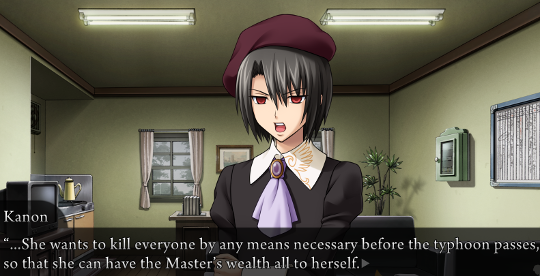 Kanon
“...She wants to kill everyone by any means necessary before the typhoon passes,
so that she can have the Master's wealth all to herself.